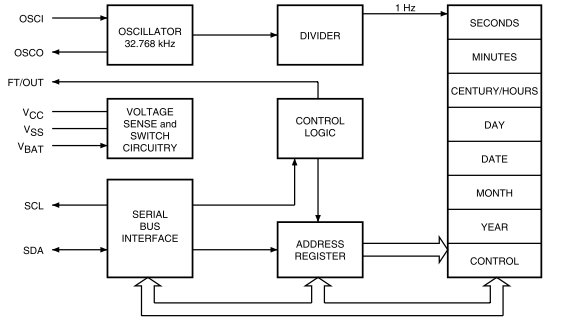 OSCI
OSCO
FT/OUT
VCC
VSS
VBAT
SCL
SDA
OSCILLATOR
32.768 kHz
VOLTAGE
SENSE and
SWITCH
CIRCUITRY
SERIAL
BUS
INTERFACE
DIVIDER
CONTROL
LOGIC
ADDRESS
REGISTER
1 Hz
SECONDS
MINUTES
CENTURY/HOURS
DAY
DATE
MONTH
YEAR
CONTROL